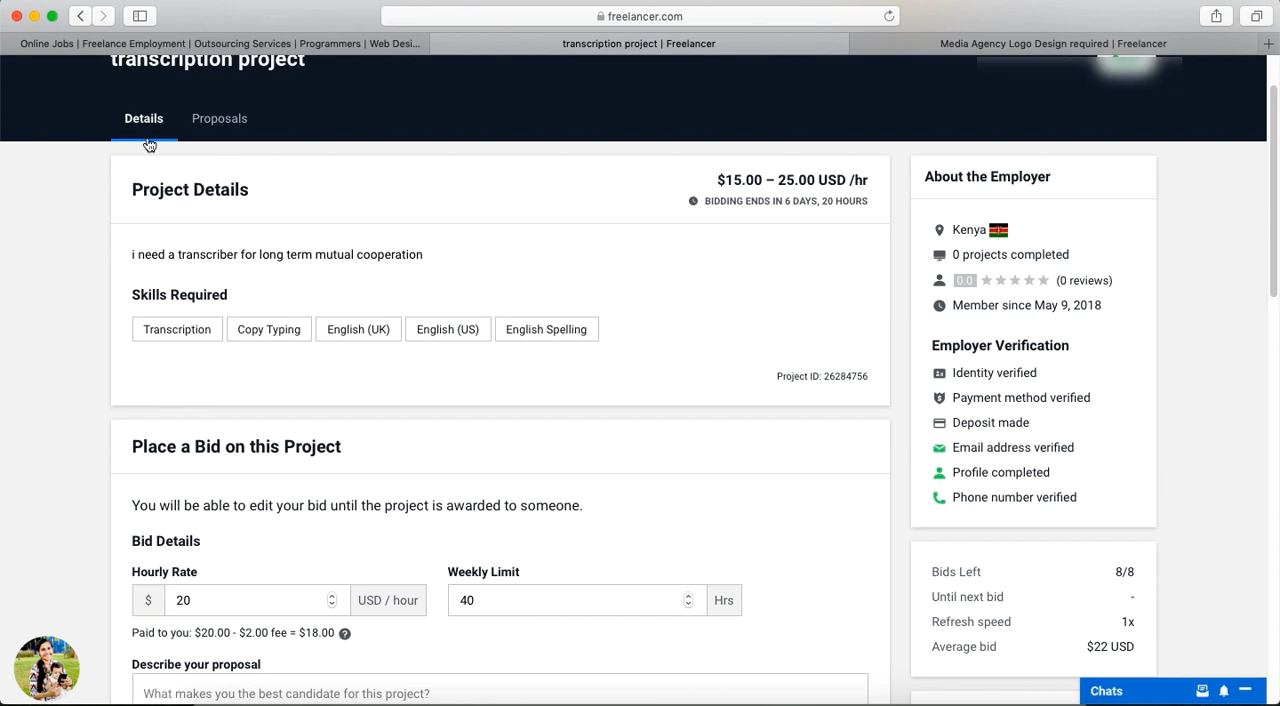 freelancer.com
Online Jobs | Freelance Employment | Outsourcing Services | Programmers | Web Desi...
transcription project | Freelancer
Media Agency Logo Design required | Freelancer
transcription project
Details
Proposals
Project Details
$15.00 – 25.00 USD /hr
BIDDING ENDS IN 6 DAYS, 20 HOURS
i need a transcriber for long term mutual cooperation
Skills Required
Transcription
Copy Typing
English (UK)
English (US)
English Spelling
Project ID: 26284756
Place a Bid on this Project
You will be able to edit your bid until the project is awarded to someone.
Bid Details
Hourly Rate
Weekly Limit
$ 20 USD / hour
40 Hrs
Paid to you: $20.00 - $2.00 fee = $18.00
Describe your proposal
What makes you the best candidate for this project?
About the Employer
Kenya
0 projects completed
0.0 (0 reviews)
Member since May 9, 2018
Employer Verification
Identity verified
Payment method verified
Deposit made
Email address verified
Profile completed
Phone number verified
Bids Left 8/8
Until next bid -
Refresh speed 1x
Average bid $22 USD
Chats